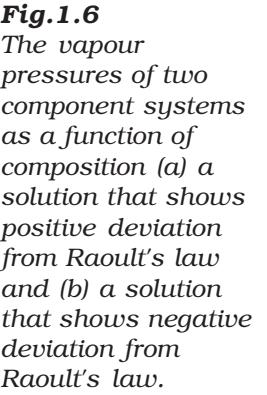 Fig.1.6
The vapour
pressures of two
component systems
as a function of
composition (a) a
solution that shows
positive deviation
from Raoult's law
and (b) a solution
that shows negative
deviation from
Raoult's law.